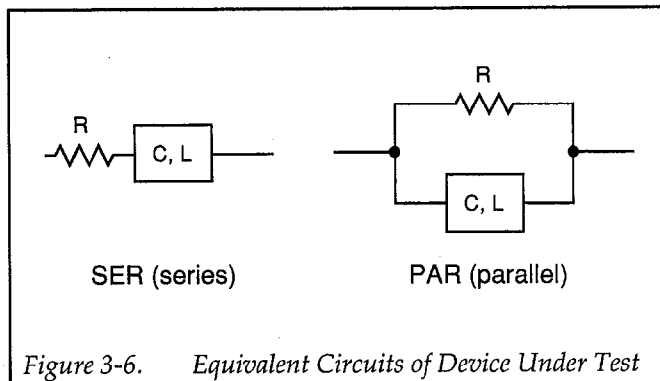 R
C, L
SER (series)
R
C, L
PAR (parallel)
Figure 3-6. Equivalent Circuits of Device Under Test